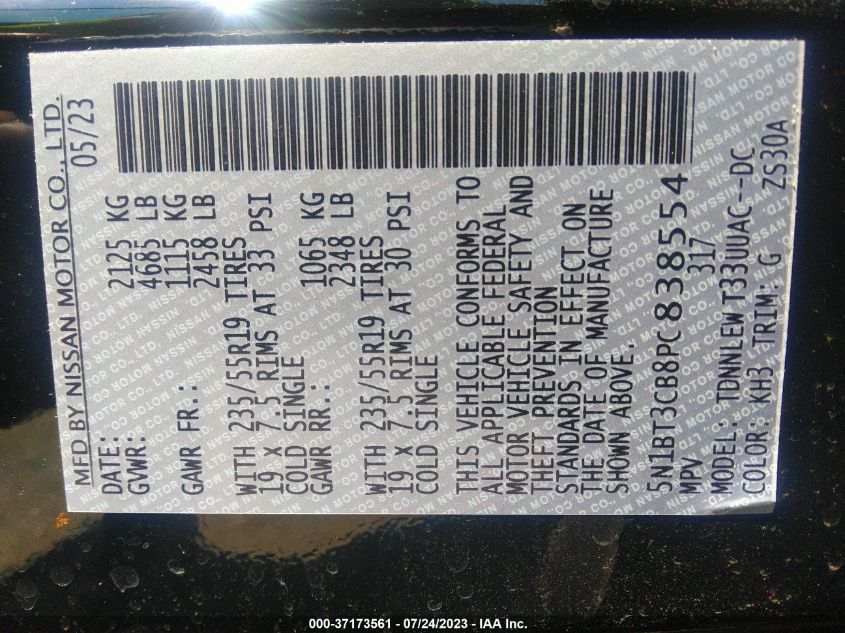 MFD BY NISSAN MOTOR CO., LTD.
DATE: 05/23
GVWR: 2125 KG
4685 LB
GAWR FR.: 1115 KG
2458 LB
WITH 235/55R19 TIRES
19 x 7.5 RIMS AT 33 PSI
COLD SINGLE
GAWR RR.: 1065 KG
2348 LB
WITH 235/55R19 TIRES
19 x 7.5 RIMS AT 30 PSI
COLD SINGLE
THIS VEHICLE CONFORMS TO
ALL APPLICABLE FEDERAL
MOTOR VEHICLE SAFETY AND
THEFT PREVENTION
STANDARDS IN EFFECT ON
THE DATE OF MANUFACTURE
SHOWN ABOVE.
5N1BT3CB8PC838554
MPV 317
MODEL: TDNNLEW T33UUAC--DC
COLOR: KH3 TRIM: G ZS30A
000-37173561 - 07/24/2023 - IAA Inc.